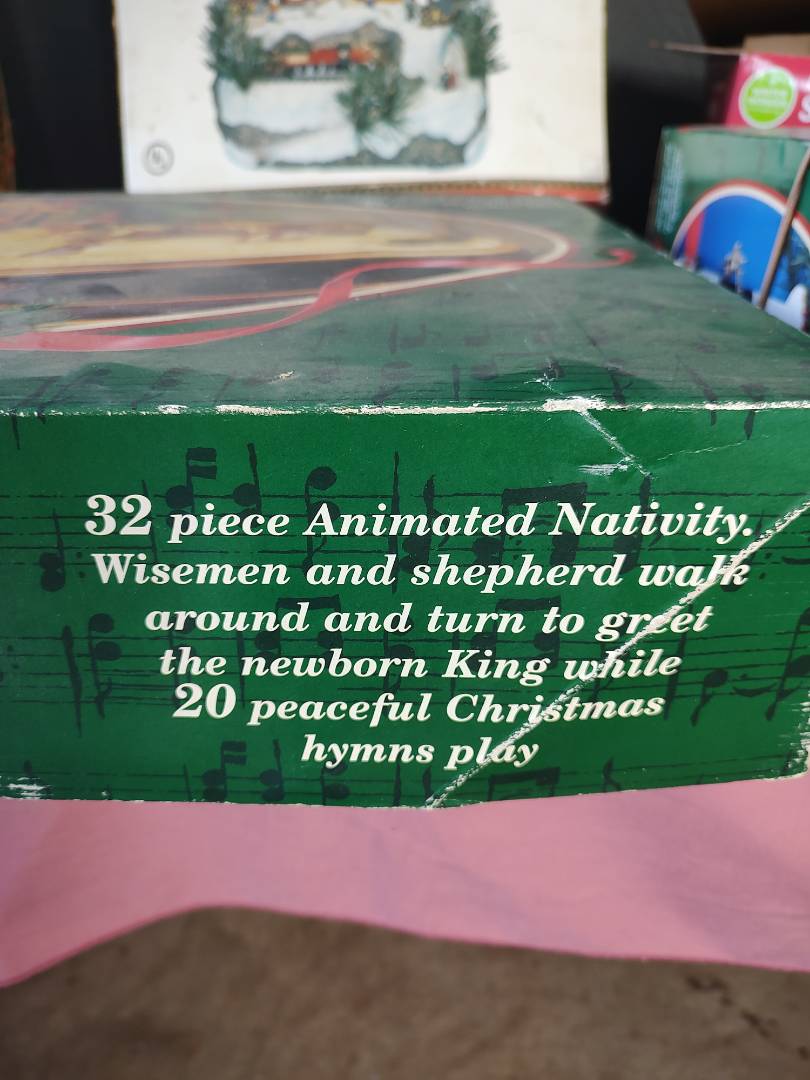 32 piece Animated Nativity.
Wisemen and shepherd walk
around and turn to greet
the newborn King while
20 peaceful Christmas
hymns play